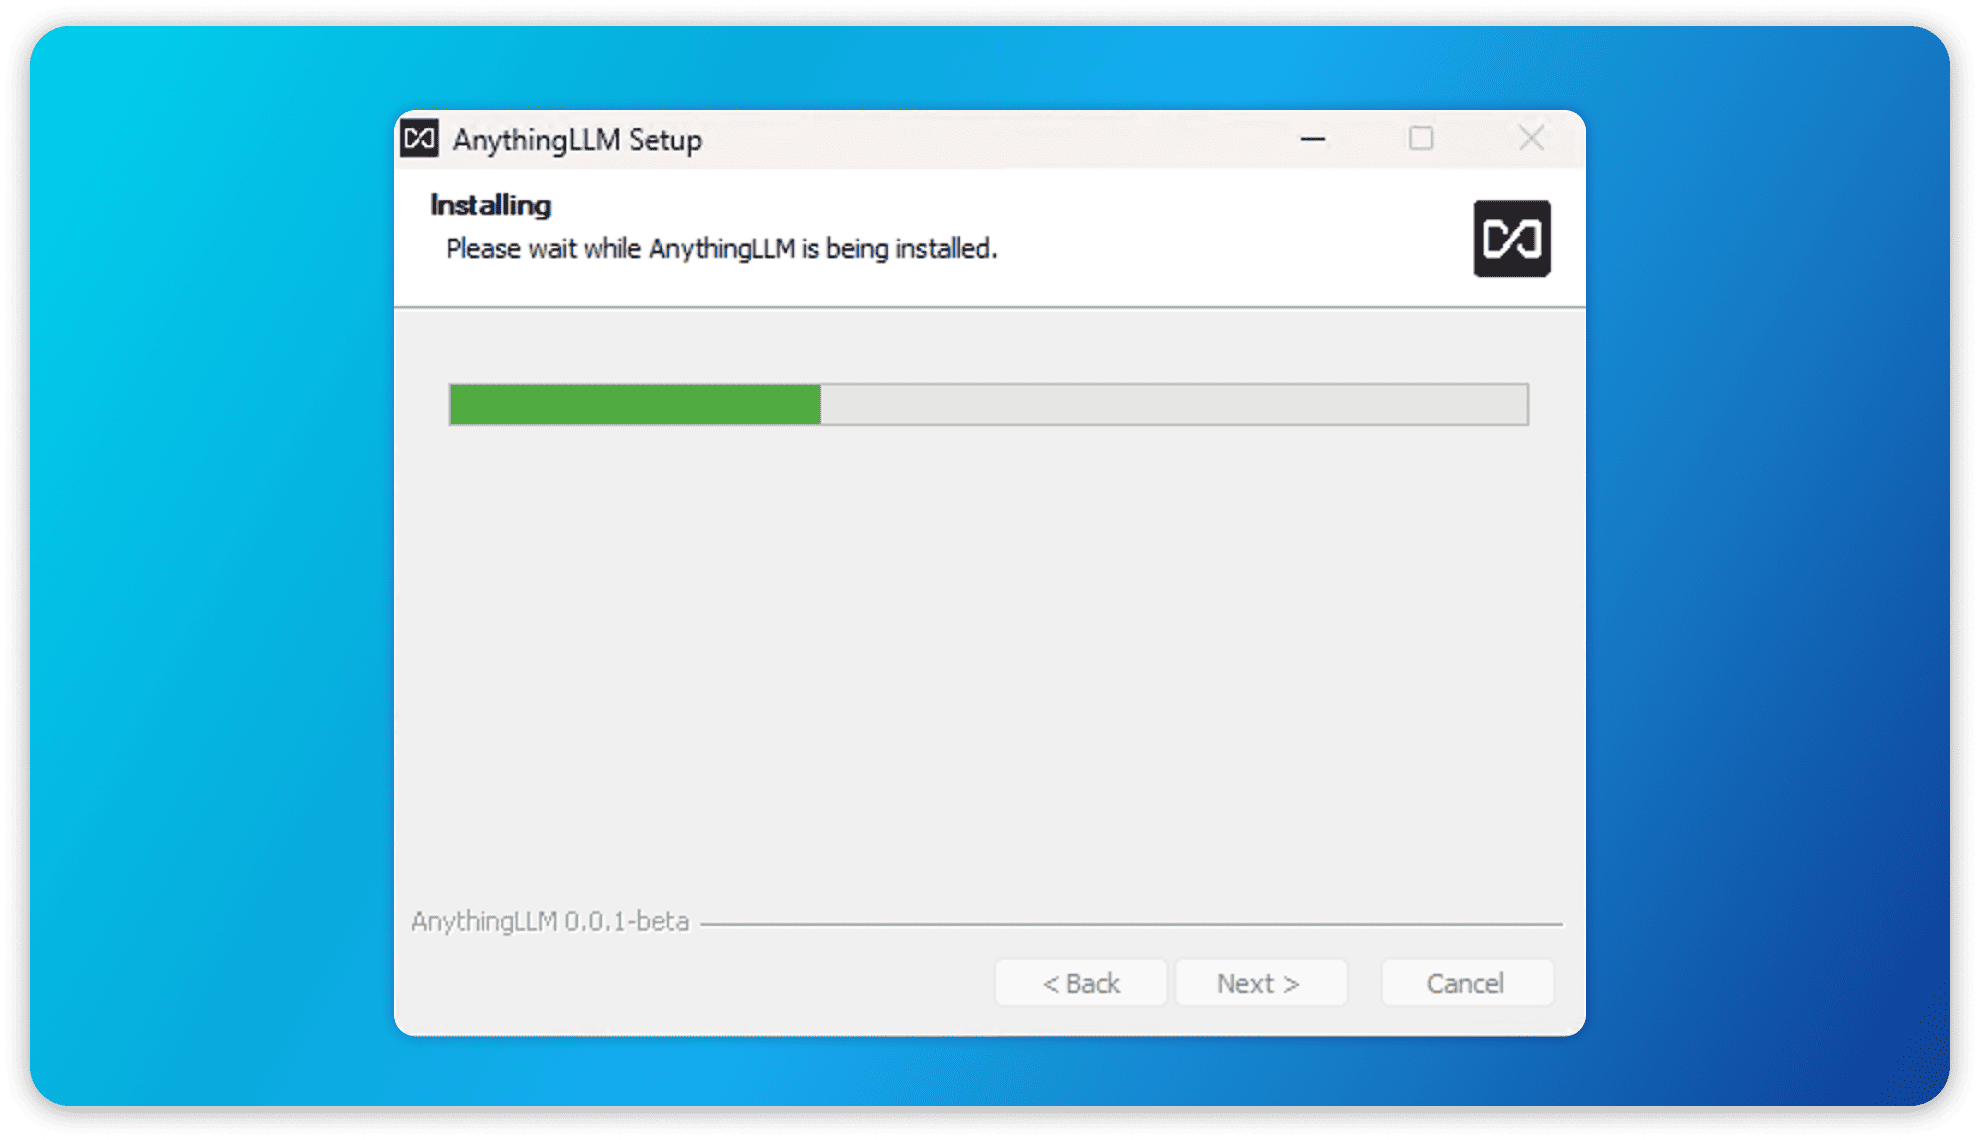 AnythingLLM Setup
Installing
Please wait while AnythingLLM is being installed.
AnythingLLM 0.0.1-beta
< Back
Next >
Cancel